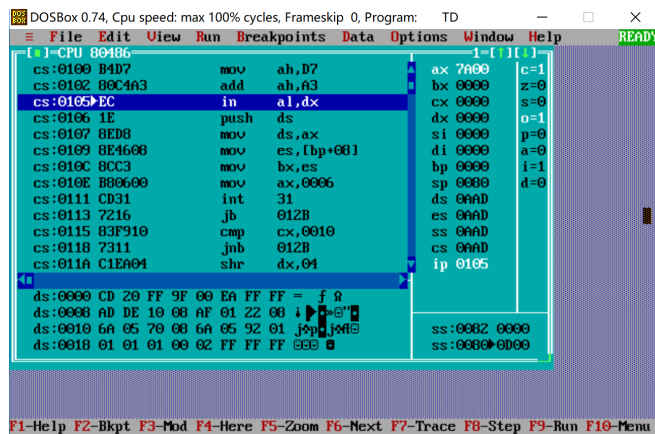 DOSBox 0.74, Cpu speed: max 100% cycles, Frameskip 0, Program: TD
≡ File Edit View Run Breakpoints Data Options Window Help READY
[■]=CPU 80486 1=[↑][↓]
cs:0100 B4D7 mov ah,D7 ax 7A00 c=1
cs:0102 80C4A3 add ah,A3 bx 0000 z=0
cs:0105►EC in al,dx cx 0000 s=0
cs:0106 1E push ds dx 0000 o=1
cs:0107 8ED8 mov ds,ax si 0000 p=0
cs:0109 8E4608 mov es,[bp+08] di 0000 a=0
cs:010C 8CC3 mov bx,es bp 0000 i=1
cs:010E B80600 mov ax,0006 sp 0080 d=0
cs:0111 CD31 int 31 ds 0AAD
cs:0113 7216 jb 012B es 0AAD
cs:0115 83F910 cmp cx,0010 ss 0AAD
cs:0118 7311 jnb 012B cs 0AAD
cs:011A C1EA04 shr dx,04 ip 0105
ds:0000 CD 20 FF 9F 00 EA FF FF = ƒ Ω
ds:0008 AD DE 10 08 AF 01 22 08
ds:0010 6A 05 70 08 6A 05 92 01 ss:0082 0000
ds:0018 01 01 01 00 02 FF FF FF ss:0080►0D00
F1-Help F2-Bkpt F3-Mod F4-Here F5-Zoom F6-Next F7-Trace F8-Step F9-Run F10-Menu